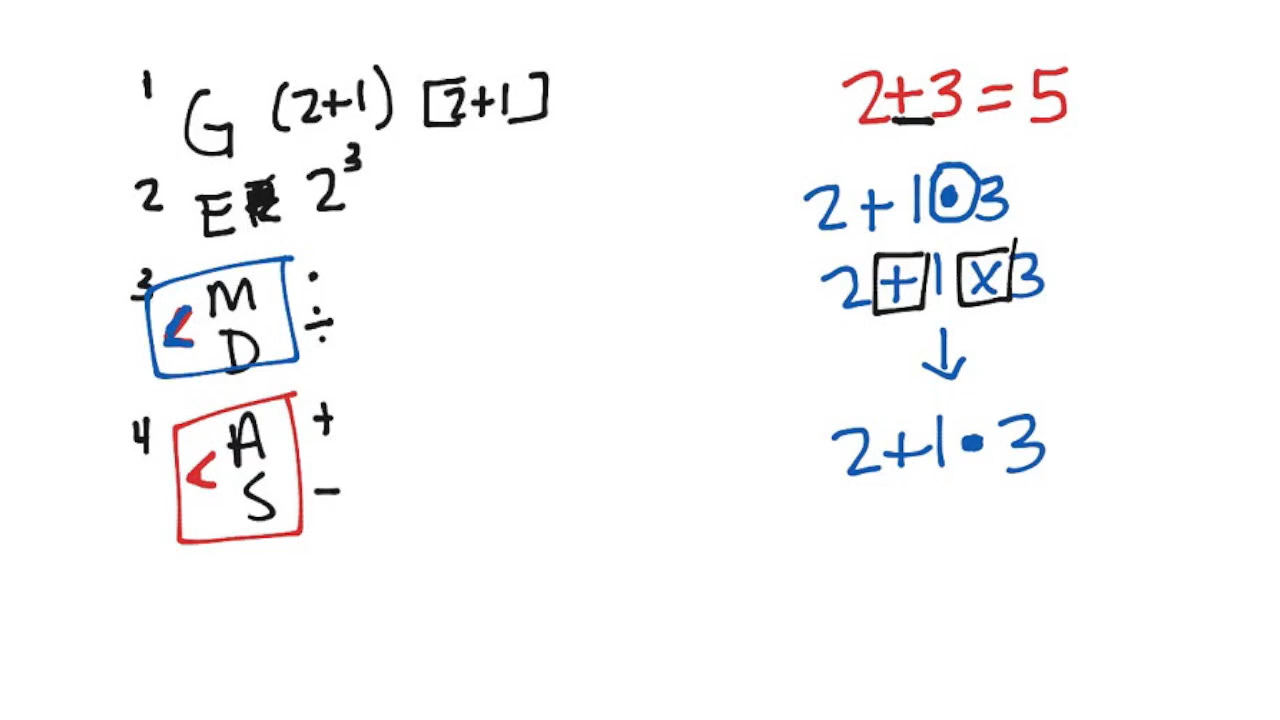 1 G (2+1) [2+1]
2 E 2³
3 < M ·
D ÷
4 < A +
S −
2+3=5
2+1•3
2+1×3
↓
2+1•3